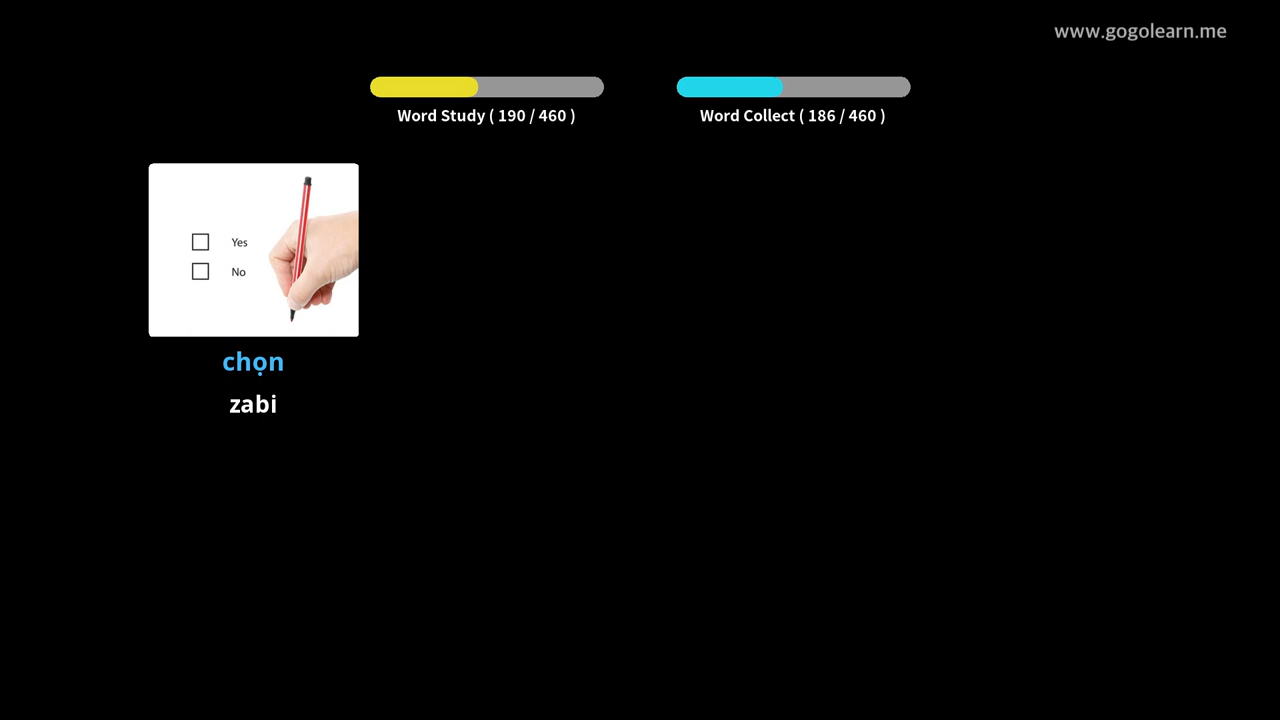 www.gogolearn.me
Word Study ( 190 / 460 )
Word Collect ( 186 / 460 )
Yes
No
chọn
zabi